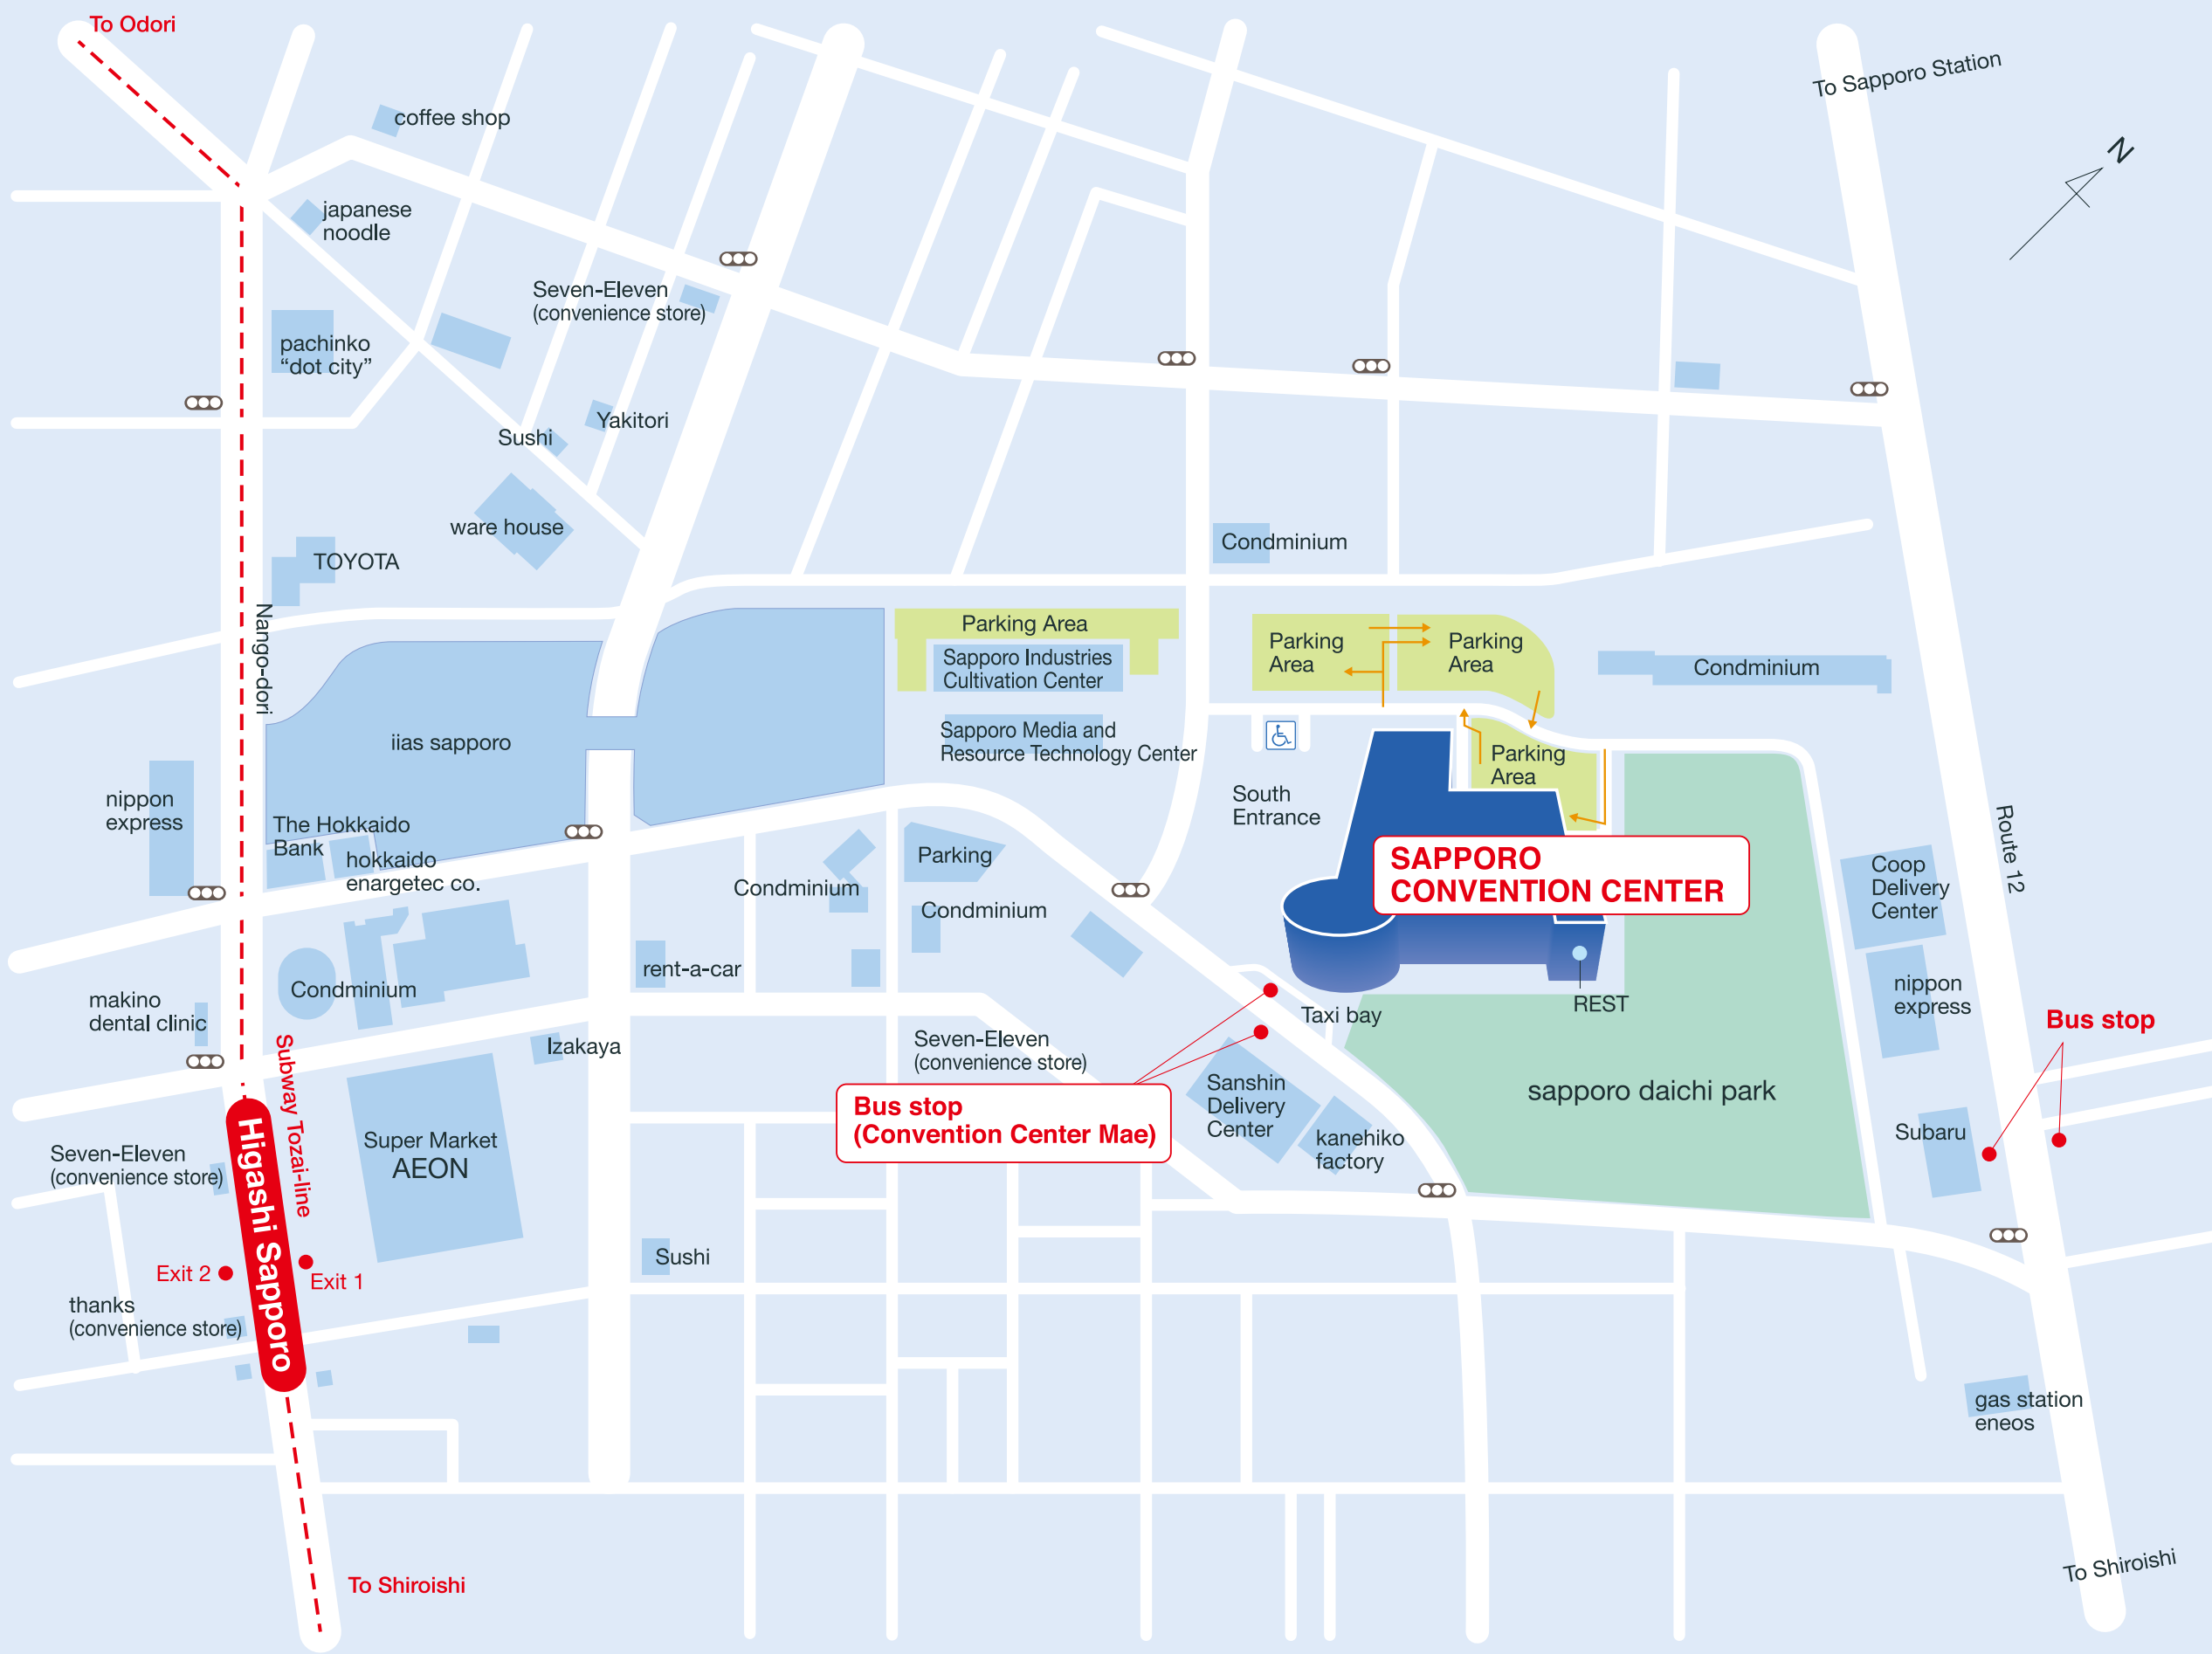 To Odori
coffee shop
To Sapporo Station
N
japanese
noodle
Seven-Eleven
(convenience store)
pachinko
“dot city”
Yakitori
Sushi
ware house
TOYOTA
Condminium
Nango-dori
Parking Area
Sapporo Industries
Cultivation Center
Parking
Area
Parking
Area
Condminium
iias sapporo
Sapporo Media and
Resource Technology Center
Parking
Area
nippon
express
South
Entrance
Route 12
The Hokkaido
Bank
hokkaido
enargetec co.
Parking
Condminium
Condminium
SAPPORO
CONVENTION CENTER
Coop
Delivery
Center
rent-a-car
Condminium
makino
dental clinic
REST
nippon
express
Taxi bay
Bus stop
Izakaya
Seven-Eleven
(convenience store)
Subway Tozai-line
Sanshin
Delivery
Center
sapporo daichi park
Bus stop
(Convention Center Mae)
Super Market
AEON
kanehiko
factory
Subaru
Seven-Eleven
(convenience store)
Higashi Sapporo
Sushi
Exit 2
Exit 1
thanks
(convenience store)
gas station
eneos
To Shiroishi
To Shiroishi